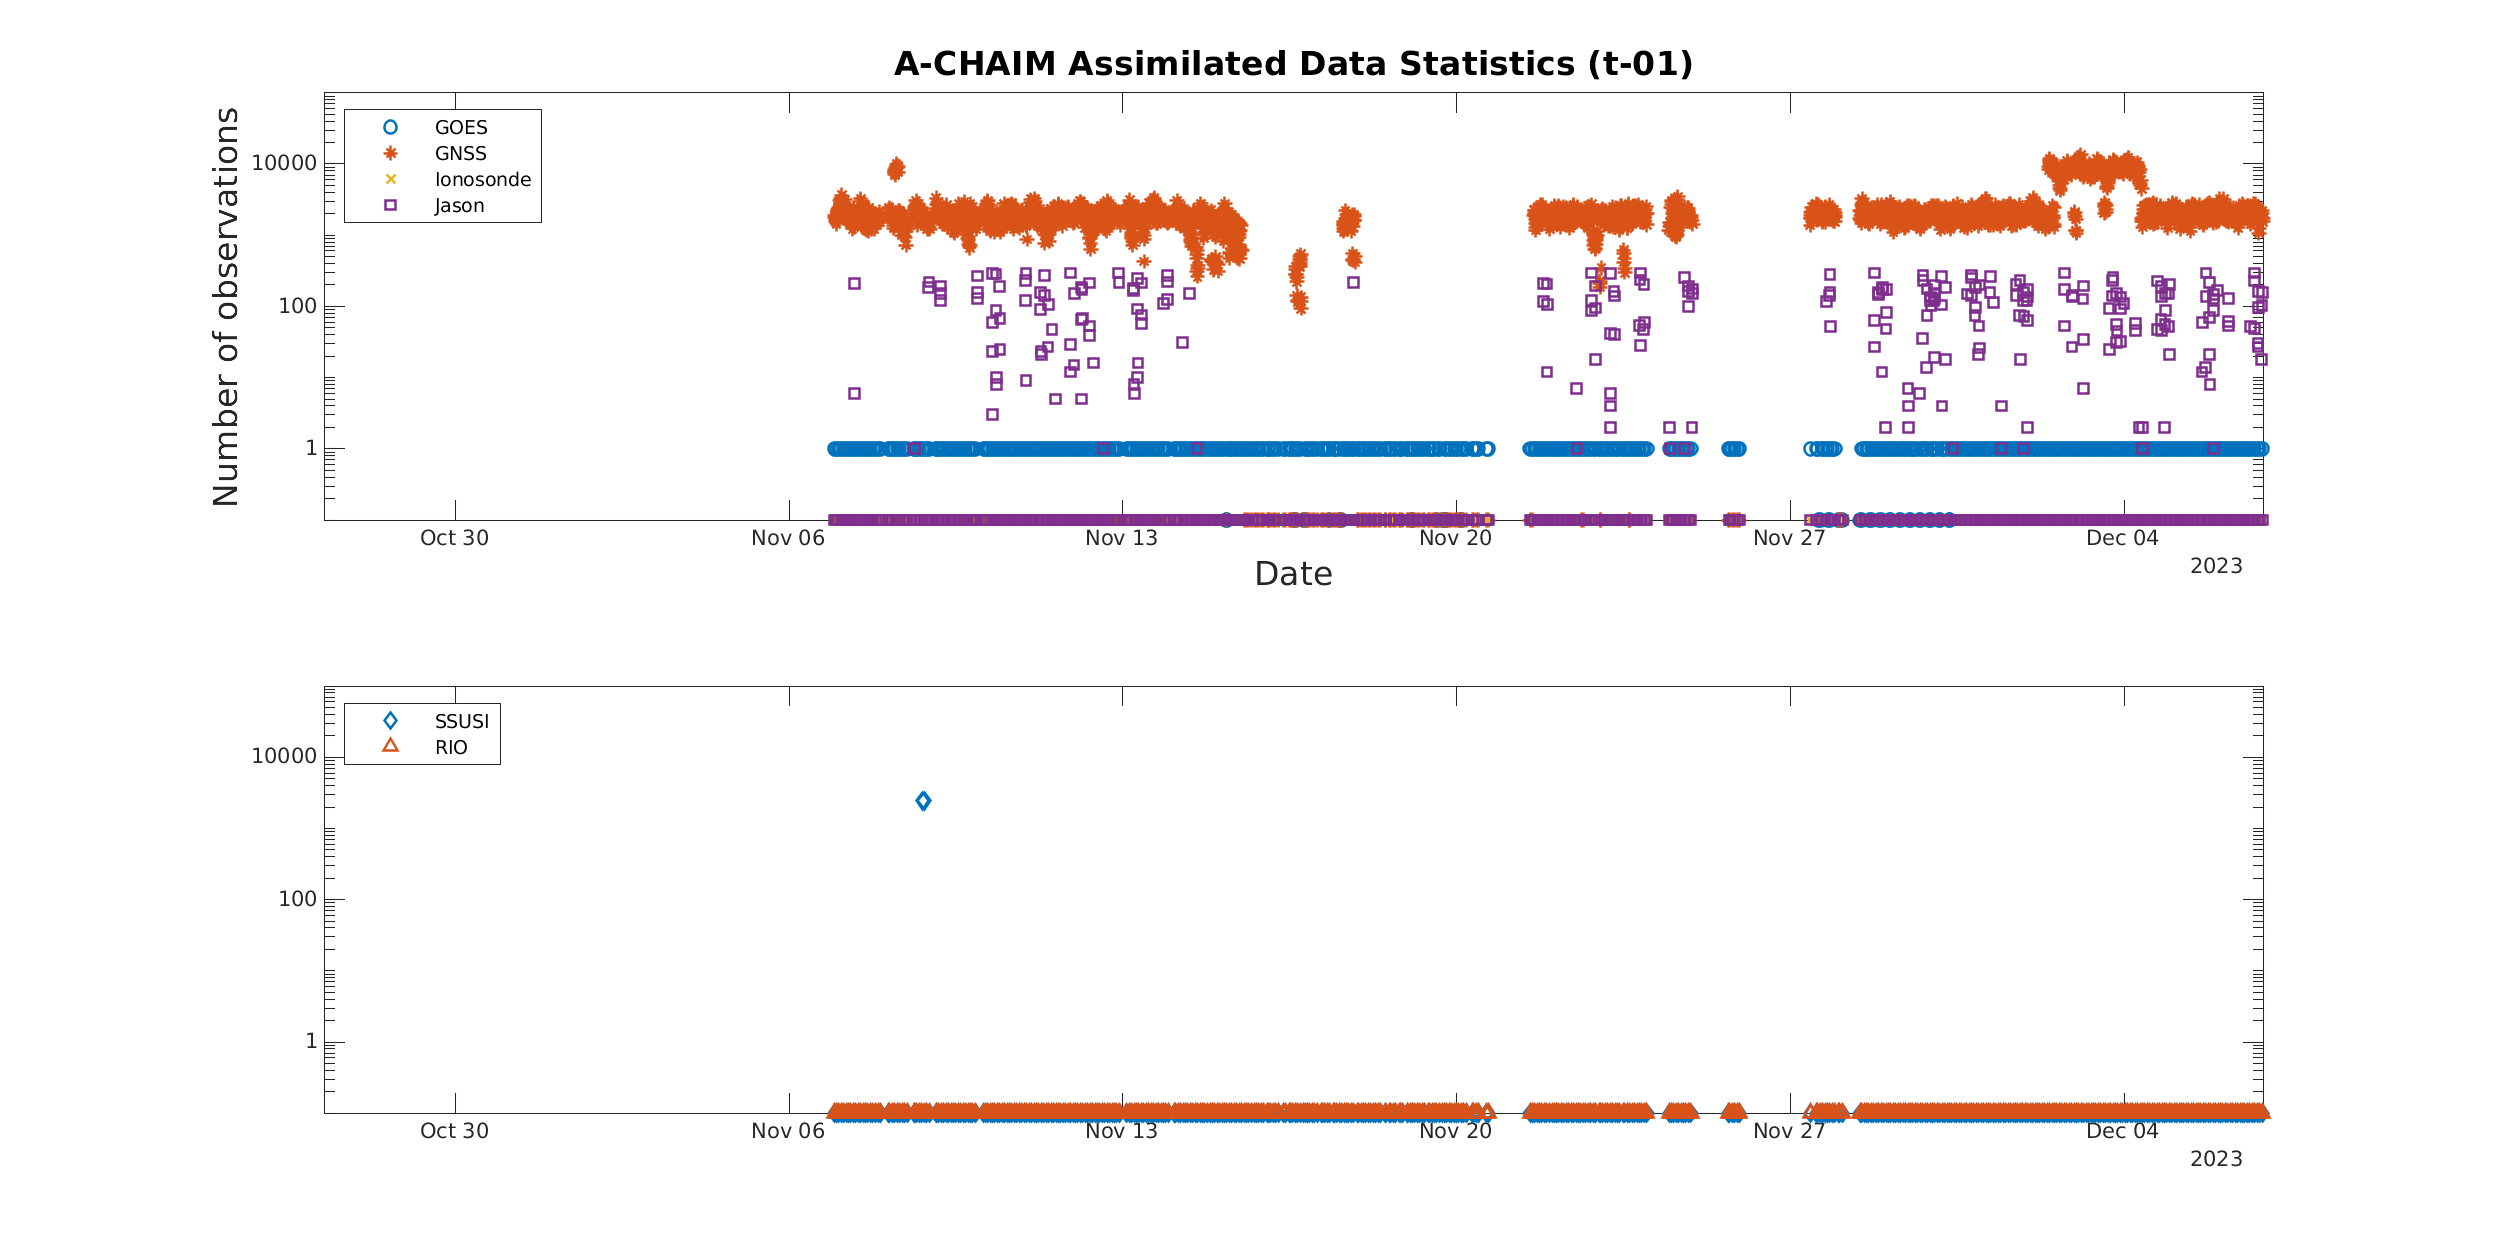 A-CHAIM Assimilated Data Statistics (t-01)
Number of observations
GOES
GNSS
Ionosonde
Jason
10000
100
1
Oct 30
Nov 06
Nov 13
Nov 20
Nov 27
Dec 04
2023
Date
SSUSI
RIO
10000
100
1
Oct 30
Nov 06
Nov 13
Nov 20
Nov 27
Dec 04
2023